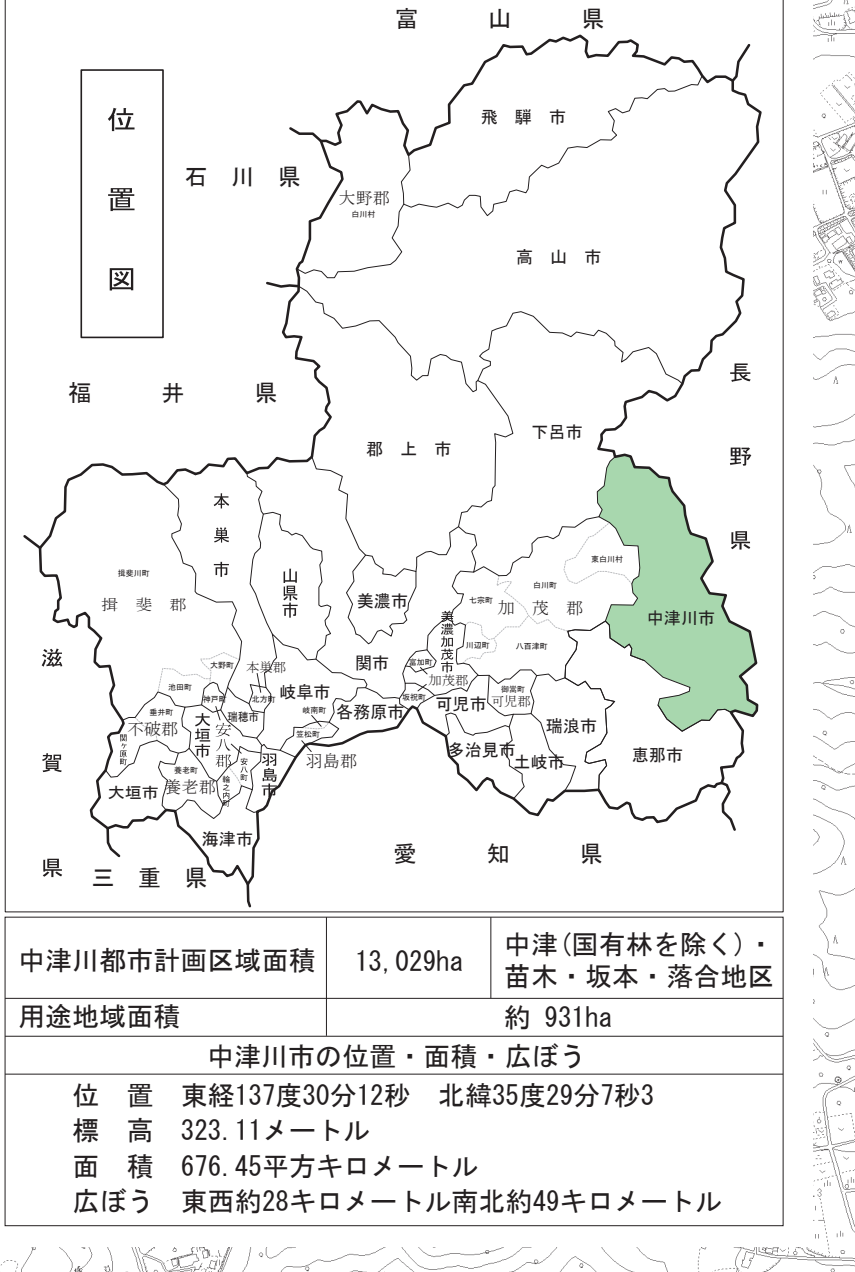 富山県
位置図
石川県
飛騨市
大野郡
白川村
高山市
福井県
長野県
下呂市
郡上市
本巣市
揖斐川町
揖斐郡
山県市
美濃市
東白川村
白川町
七宗町
加茂郡
中津川市
美濃加茂市
川辺町
八百津町
滋賀県
関市
富加町
加茂郡
大野町
本巣郡
池田町
神戸町
北方町
岐阜市
坂祝町
可児市
御嵩町
可児郡
垂井町
不破郡
大垣市
安八郡
瑞穂市
岐南町
各務原市
瑞浪市
関ヶ原町
笠松町
羽島郡
羽島市
安八町
輪之内町
多治見市
土岐市
恵那市
養老町
養老郡
大垣市
海津市
愛知県
三重県
中津川都市計画区域面積 13,029ha 中津(国有林を除く)・
苗木・坂本・落合地区
用途地域面積 約 931ha
中津川市の位置・面積・広ぼう
位 置 東経137度30分12秒 北緯35度29分7秒3
標 高 323.11メートル
面 積 676.45平方キロメートル
広ぼう 東西約28キロメートル南北約49キロメートル